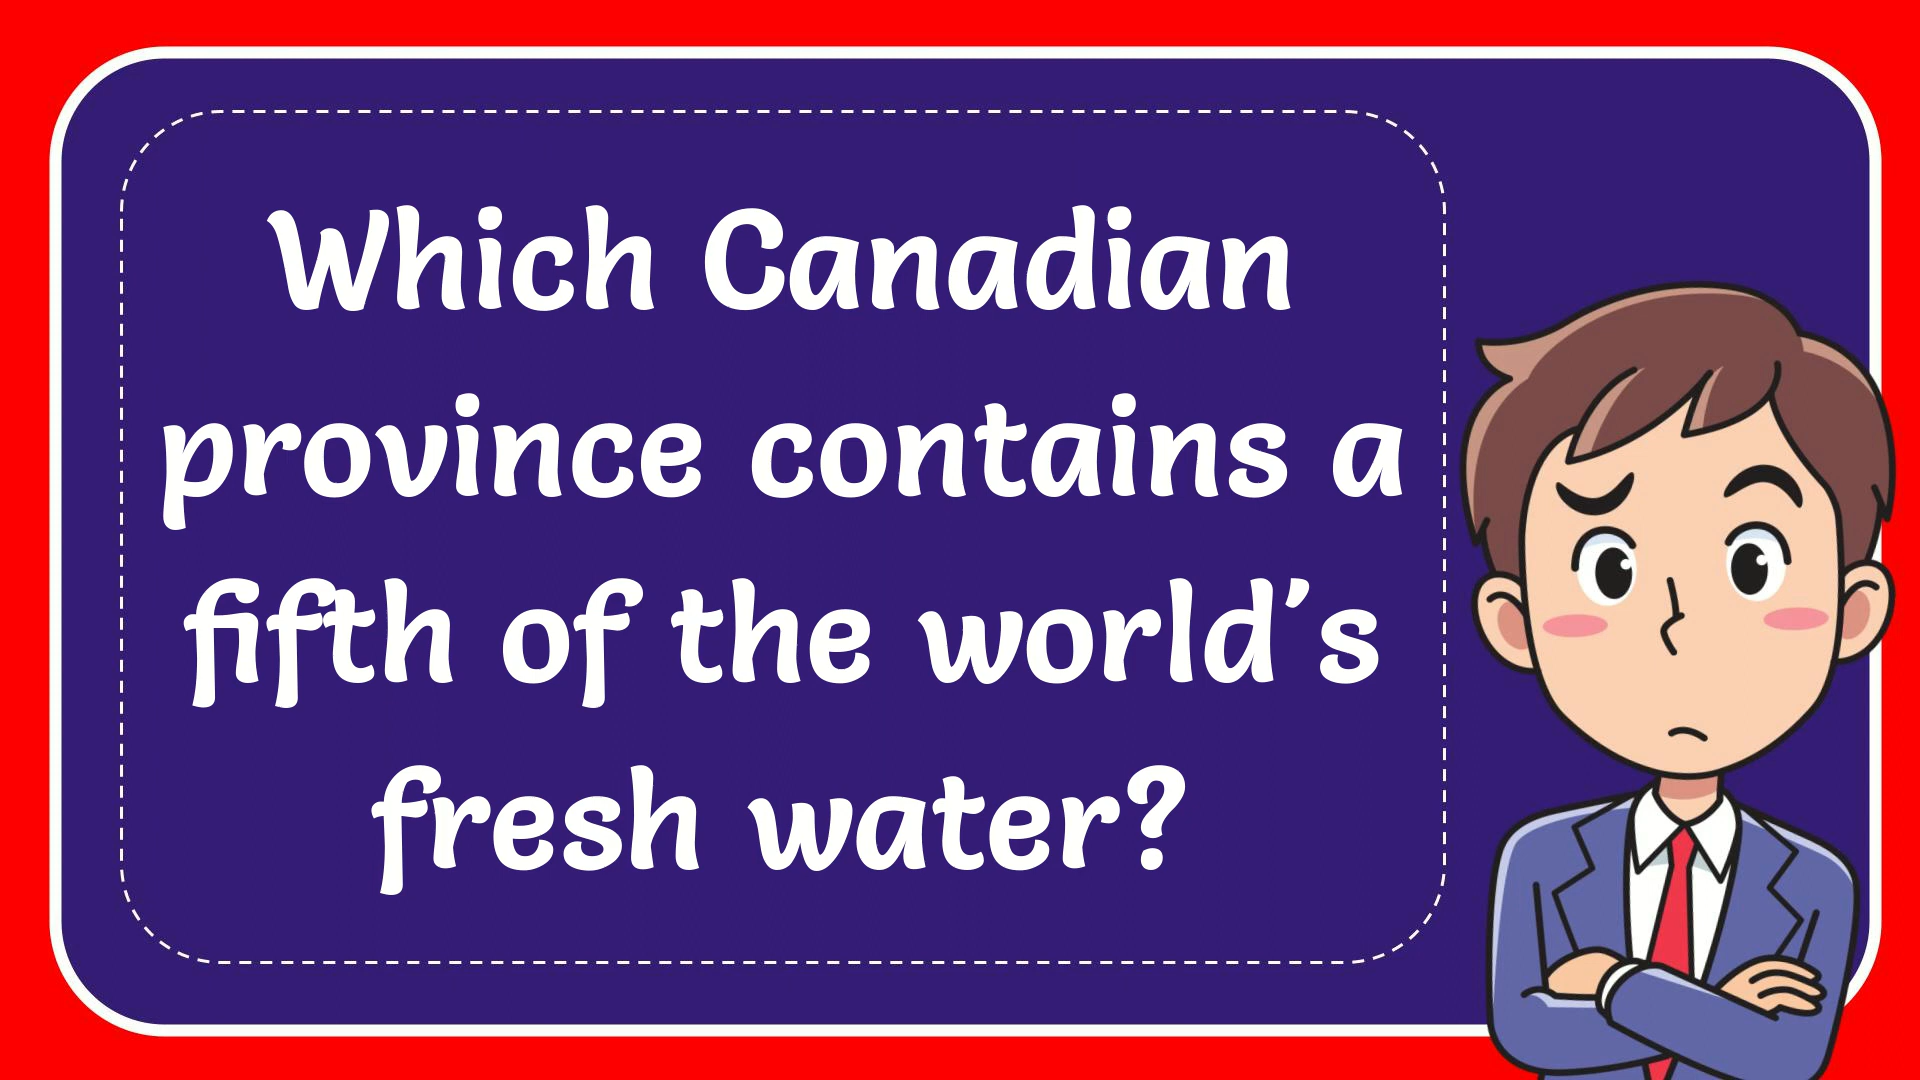 Which Canadian
province contains a
fifth of the world's
fresh water?